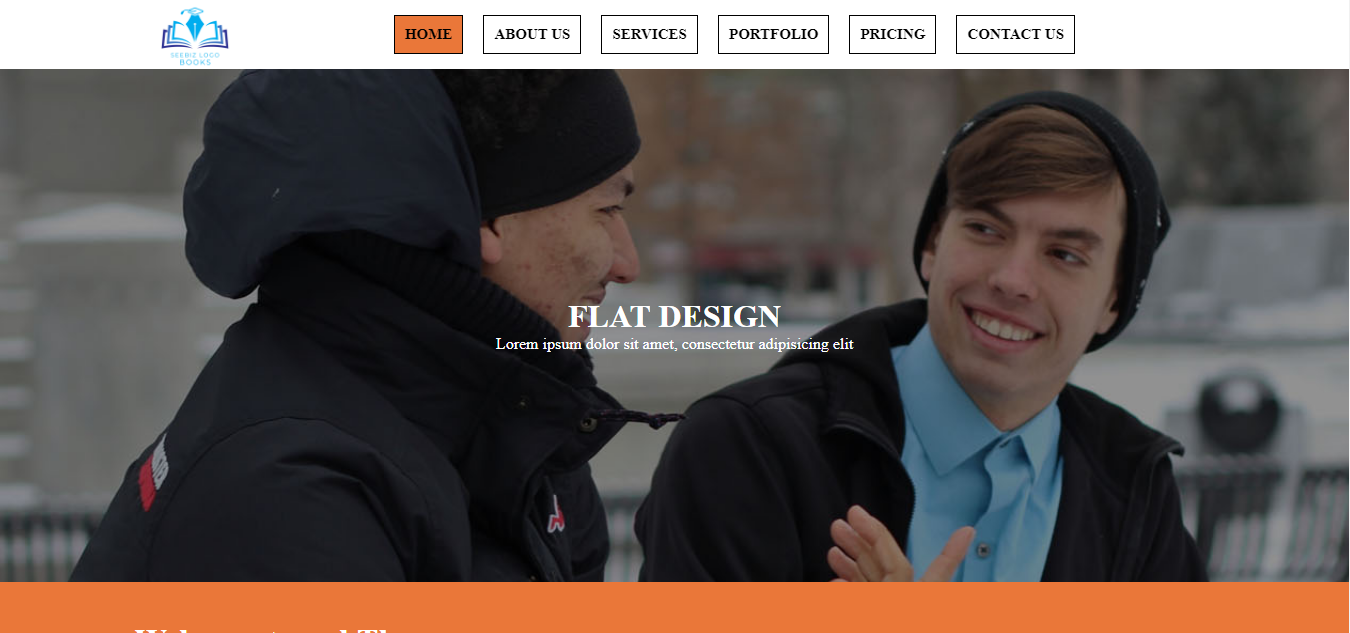 SEEBIZ LOGO
BOOKS
HOME
ABOUT US
SERVICES
PORTFOLIO
PRICING
CONTACT US
FLAT DESIGN
Lorem ipsum dolor sit amet, consectetur adipisicing elit